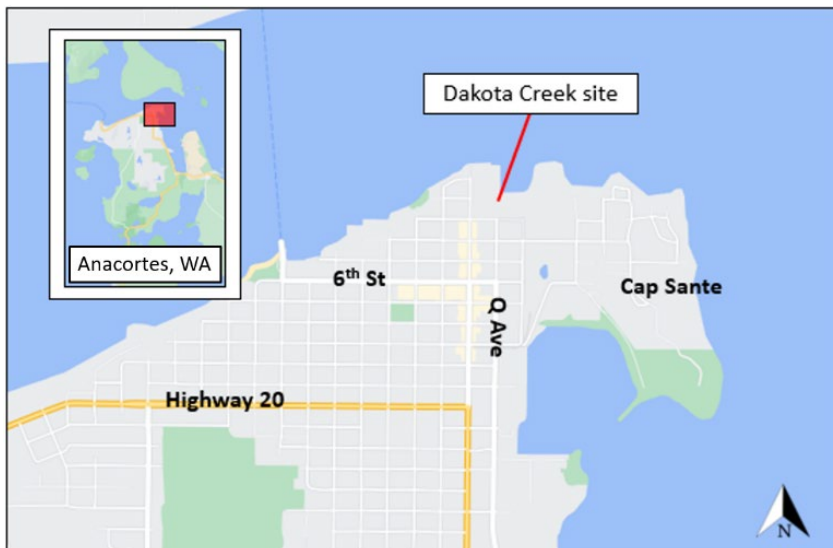 Dakota Creek site
Anacortes, WA
6th St
Cap Sante
Q Ave
Highway 20
N